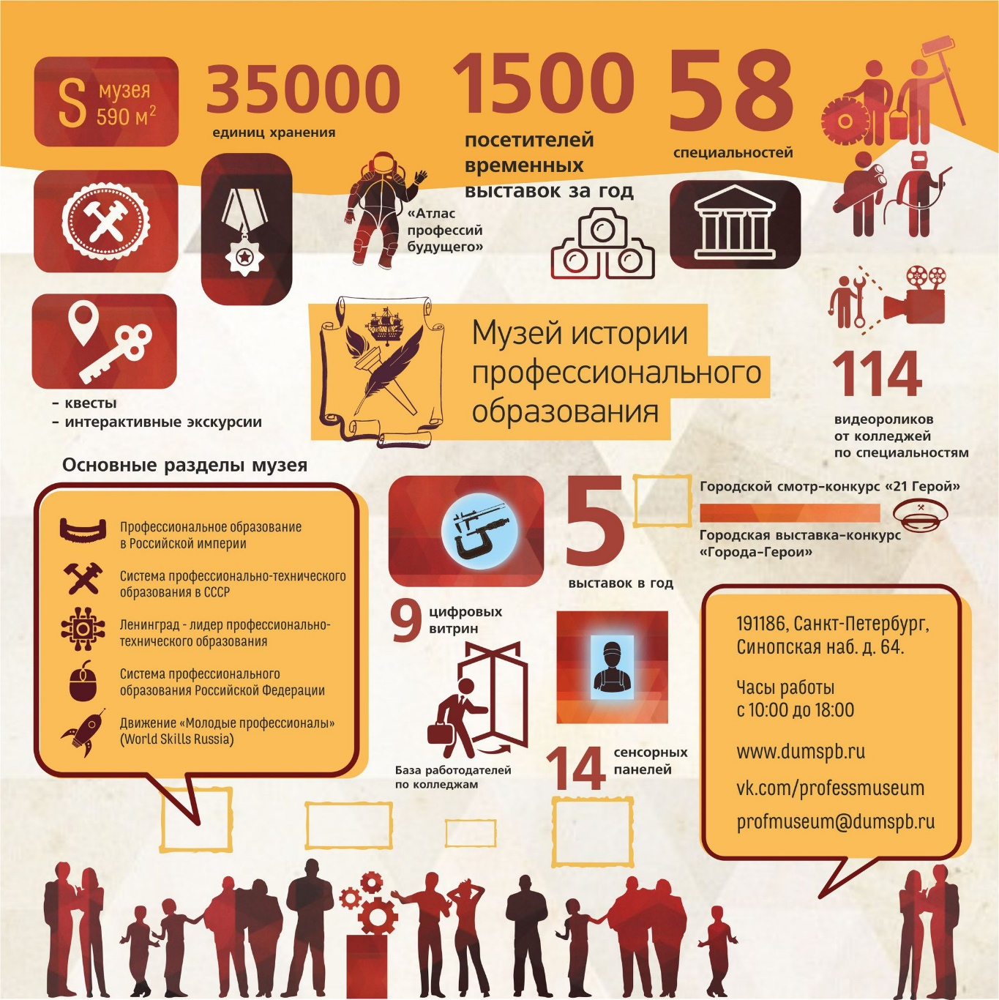 S музея
590 м²
35000
единиц хранения
1500
посетителей
временных
выставок за год
58
специальностей
«Атлас
профессий
будущего»
Музей истории
профессионального
образования
- квесты
- интерактивные экскурсии
114
видеороликов
от колледжей
по специальностям
Основные разделы музея
Профессиональное образование
в Российской империи
Система профессионально-технического
образования в СССР
Ленинград - лидер профессионально-
технического образования
Система профессионального
образования Российской Федерации
Движение «Молодые профессионалы»
(World Skills Russia)
9 цифровых
витрин
База работодателей
по колледжам
5
выставок в год
Городской смотр-конкурс «21 Герой»
Городская выставка-конкурс
«Города-Герои»
14 сенсорных
панелей
191186, Санкт-Петербург,
Синопская наб. д. 64.
Часы работы
с 10:00 до 18:00
www.dumspb.ru
vk.com/professmuseum
profmuseum@dumspb.ru